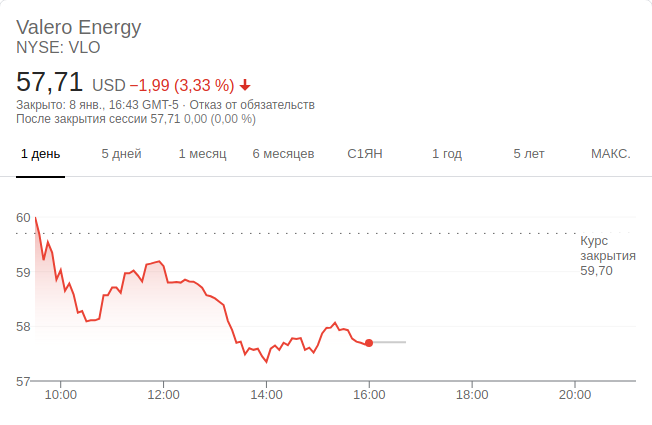 Valero Energy
NYSE: VLO
57,71 USD −1,99 (3,33 %)
Закрыто: 8 янв., 16:43 GMT-5 · Отказ от обязательств
После закрытия сессии 57,71 0,00 (0,00 %)
1 день 5 дней 1 месяц 6 месяцев С1ЯН 1 год 5 лет МАКС.
60
Курс
закрытия
59,70
59
58
57
10:00 12:00 14:00 16:00 18:00 20:00